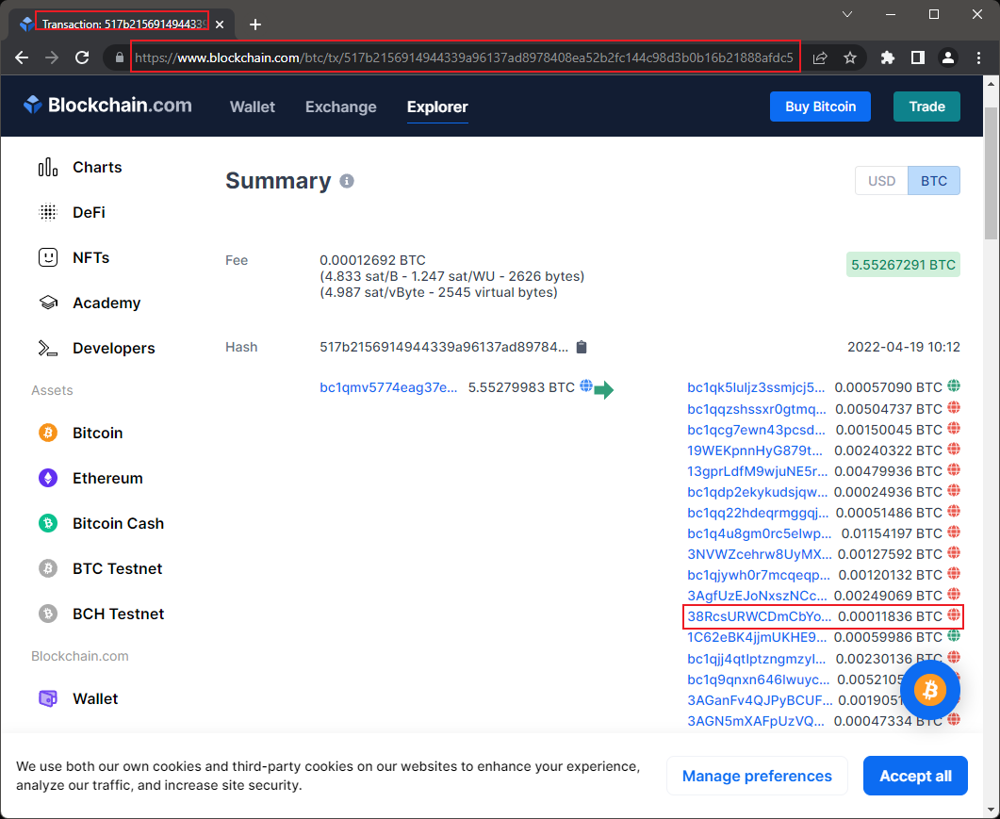 Transaction: 517b2156914944339
https://www.blockchain.com/btc/tx/517b2156914944339a96137ad8978408ea52b2fc144c98d3b0b16b21888afdc5
Blockchain.com
Wallet
Exchange
Explorer
Buy Bitcoin
Trade
Charts
DeFi
NFTs
Academy
Developers
Assets
Bitcoin
Ethereum
Bitcoin Cash
BTC Testnet
BCH Testnet
Blockchain.com
Wallet
Summary
USD
BTC
Fee
0.00012692 BTC
(4.833 sat/B - 1.247 sat/WU - 2626 bytes)
(4.987 sat/vByte - 2545 virtual bytes)
5.55267291 BTC
Hash
517b2156914944339a96137ad89784...
2022-04-19 10:12
bc1qmv5774eag37e... 5.55279983 BTC
bc1qk5luljz3ssmjcj5... 0.00057090 BTC
bc1qqzshssxr0gtmq... 0.00504737 BTC
bc1qcg7ewn43pcsd... 0.00150045 BTC
19WEKpnnHyG879t... 0.00240322 BTC
13gprLdfM9wjuNE5r... 0.00479936 BTC
bc1qdp2ekykudsjqw... 0.00024936 BTC
bc1qq22hdeqrmggqj... 0.00051486 BTC
bc1q4u8gm0rc5elwp... 0.01154197 BTC
3NVWZcehrw8UyMX... 0.00127592 BTC
bc1qjywh0r7mcqeqp... 0.00120132 BTC
3AgfUzEJoNxszNCc... 0.00249069 BTC
38RcsURWCDmCbYo... 0.00011836 BTC
1C62eBK4jjmUKHE9... 0.00059986 BTC
bc1qjj4qtlptzngmzyl... 0.00230136 BTC
bc1q9qnxn646lwuyc... 0.0052105
3AGanFv4QJPyBCUF... 0.0019051
3AGN5mXAFpUzVQ... 0.00047334 BTC
We use both our own cookies and third-party cookies on our websites to enhance your experience,
analyze our traffic, and increase site security.
Manage preferences
Accept all